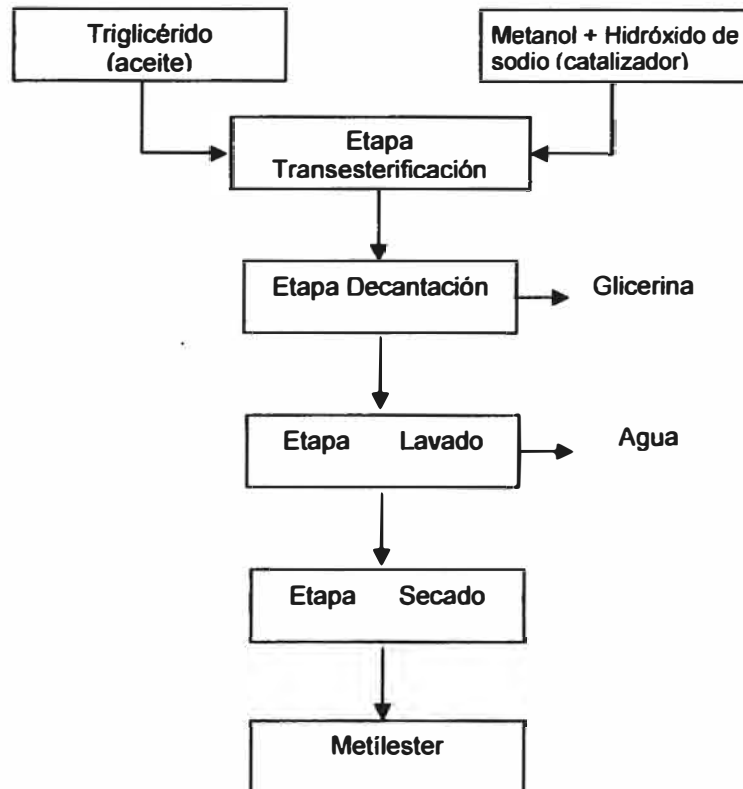 Triglicérido
(aceite)
Metanol + Hidróxido de
sodio (catalizador)
Etapa
Transesterificación
Etapa Decantación
Glicerina
Etapa Lavado
Agua
Etapa Secado
Metilester